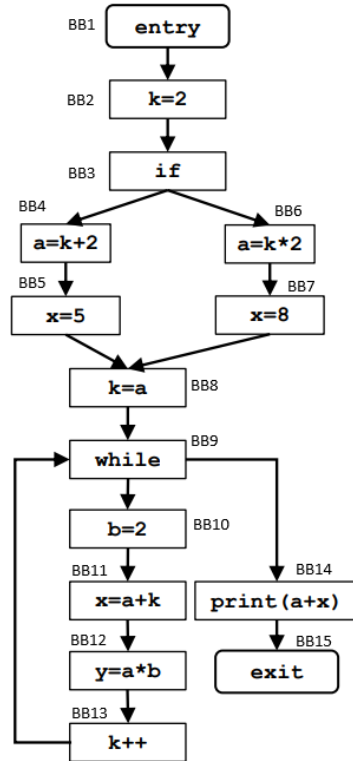 BB1
entry
BB2
k=2
BB3
if
BB4
BB6
a=k+2
a=k*2
BB5
BB7
x=5
x=8
k=a
BB8
BB9
while
b=2
BB10
BB11
BB14
x=a+k
print(a+x)
BB12
BB15
y=a*b
exit
BB13
k++